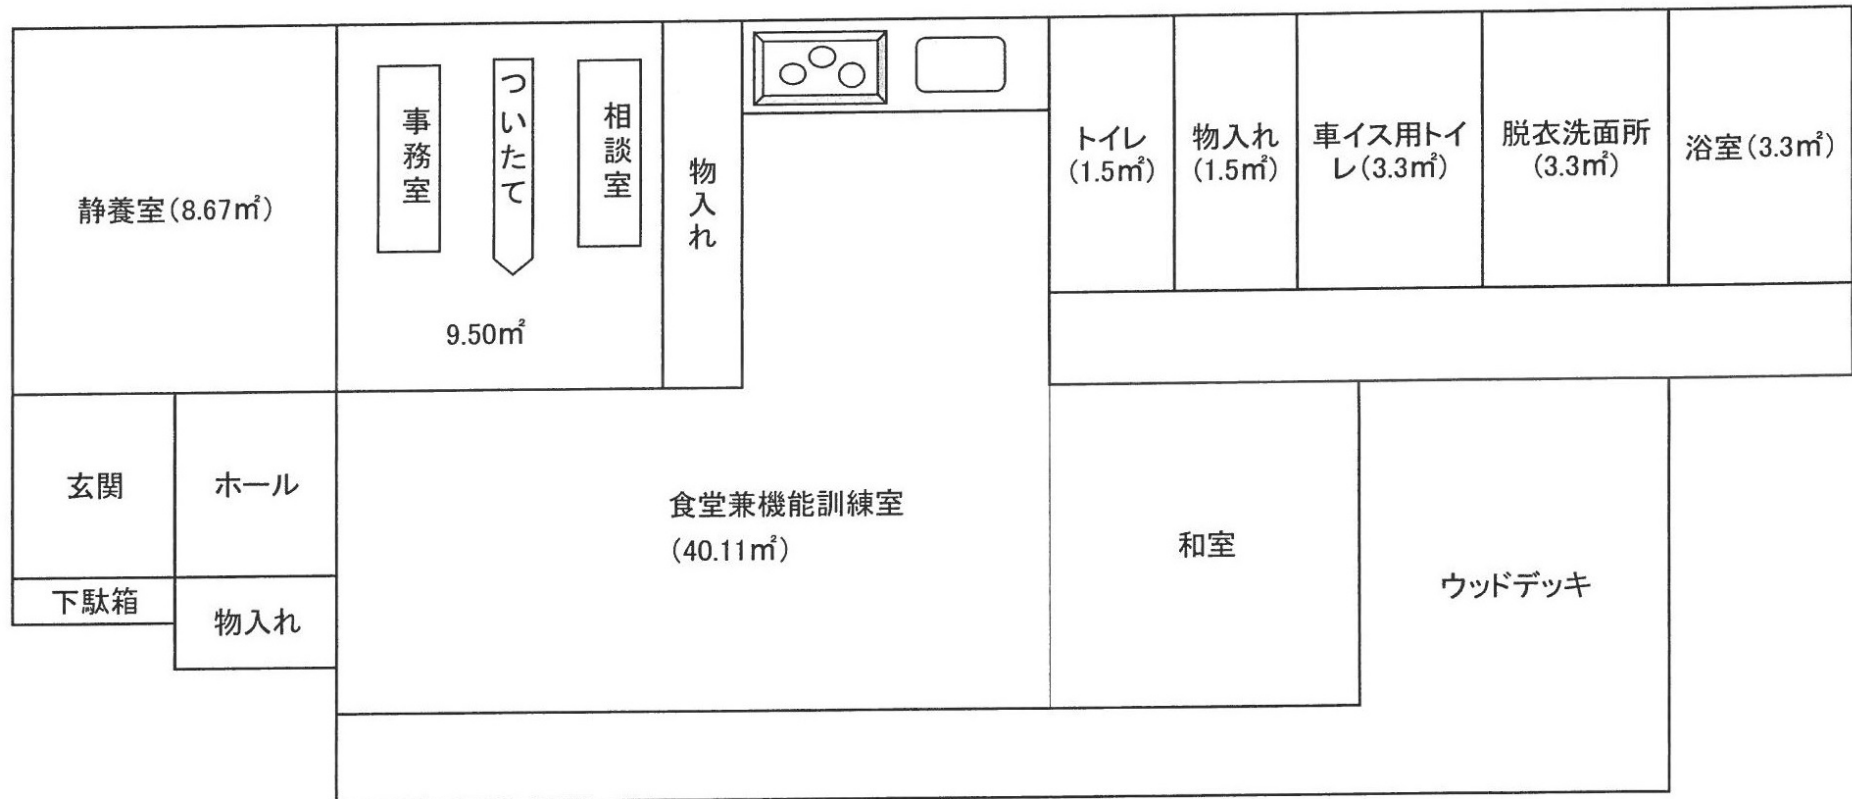 静養室(8.67㎡)
事務室
ついたて
相談室
9.50㎡
物入れ
トイレ
(1.5㎡)
物入れ
(1.5㎡)
車イス用トイ
レ(3.3㎡)
脱衣洗面所
(3.3㎡)
浴室(3.3㎡)
玄関
ホール
下駄箱
物入れ
食堂兼機能訓練室
(40.11㎡)
和室
ウッドデッキ